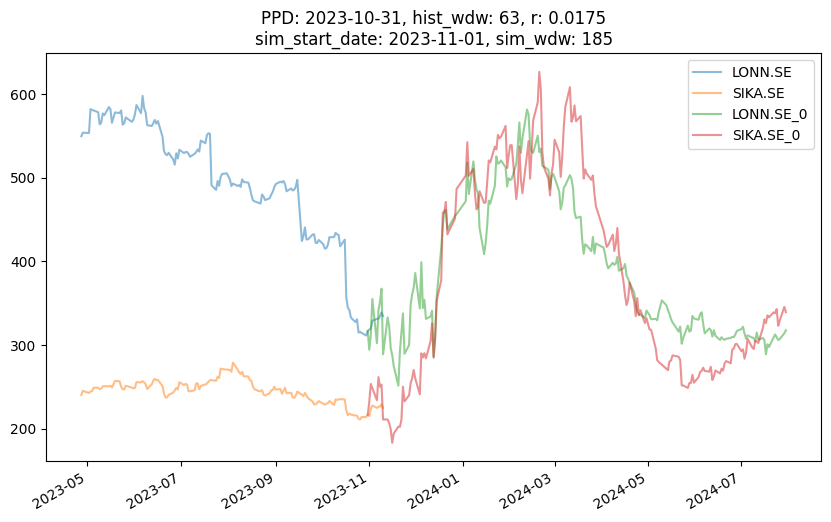 PPD: 2023-10-31, hist_wdw: 63, r: 0.0175
sim_start_date: 2023-11-01, sim_wdw: 185
LONN.SE
SIKA.SE
LONN.SE_0
SIKA.SE_0
600
500
400
300
200
2023-05
2023-07
2023-09
2023-11
2024-01
2024-03
2024-05
2024-07